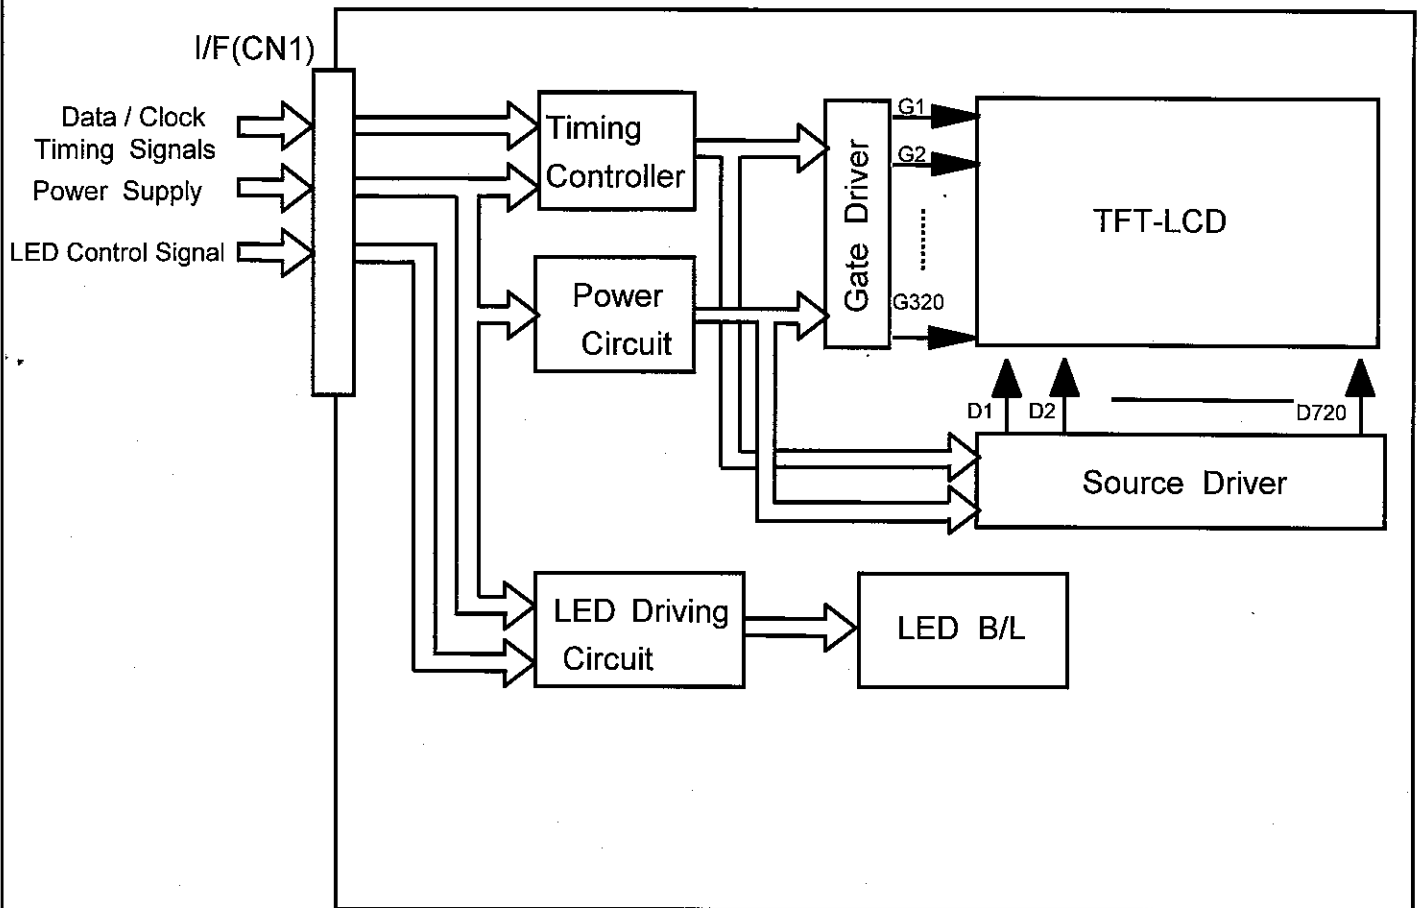 I/F(CN1)
Data / Clock
Timing Signals
Power Supply
LED Control Signal
Timing
Controller
Power
Circuit
Gate Driver
G1
G2
G320
TFT-LCD
D1
D2
D720
Source Driver
LED Driving
Circuit
LED B/L